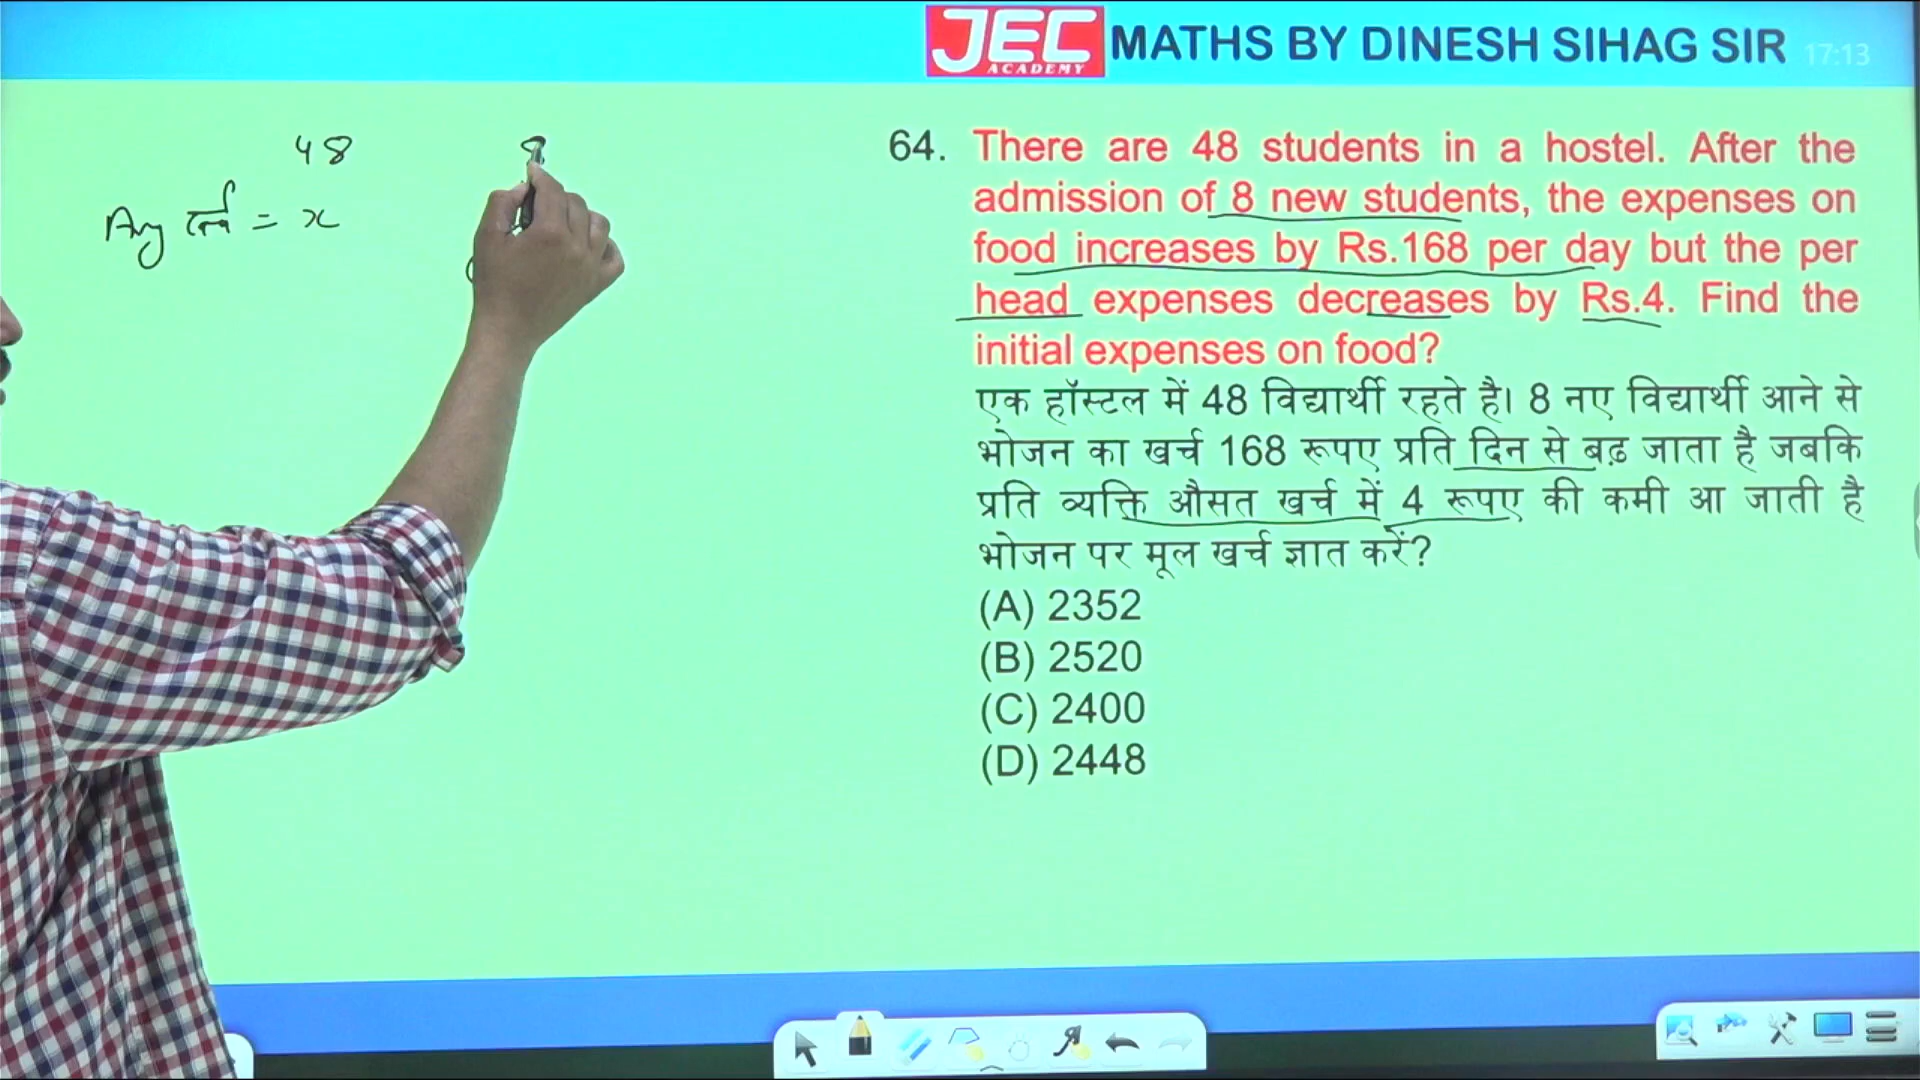 JEC
ACADEMY
MATHS BY DINESH SIHAG SIR
17:13
48 8
Avg खर्च = x
64. There are 48 students in a hostel. After the
admission of 8 new students, the expenses on
food increases by Rs.168 per day but the per
head expenses decreases by Rs.4. Find the
initial expenses on food?
एक हॉस्टल में 48 विद्यार्थी रहते है। 8 नए विद्यार्थी आने से
भोजन का खर्च 168 रूपए प्रति दिन से बढ़ जाता है जबकि
प्रति व्यक्ति औसत खर्च में 4 रूपए की कमी आ जाती है
भोजन पर मूल खर्च ज्ञात करें?
(A) 2352
(B) 2520
(C) 2400
(D) 2448